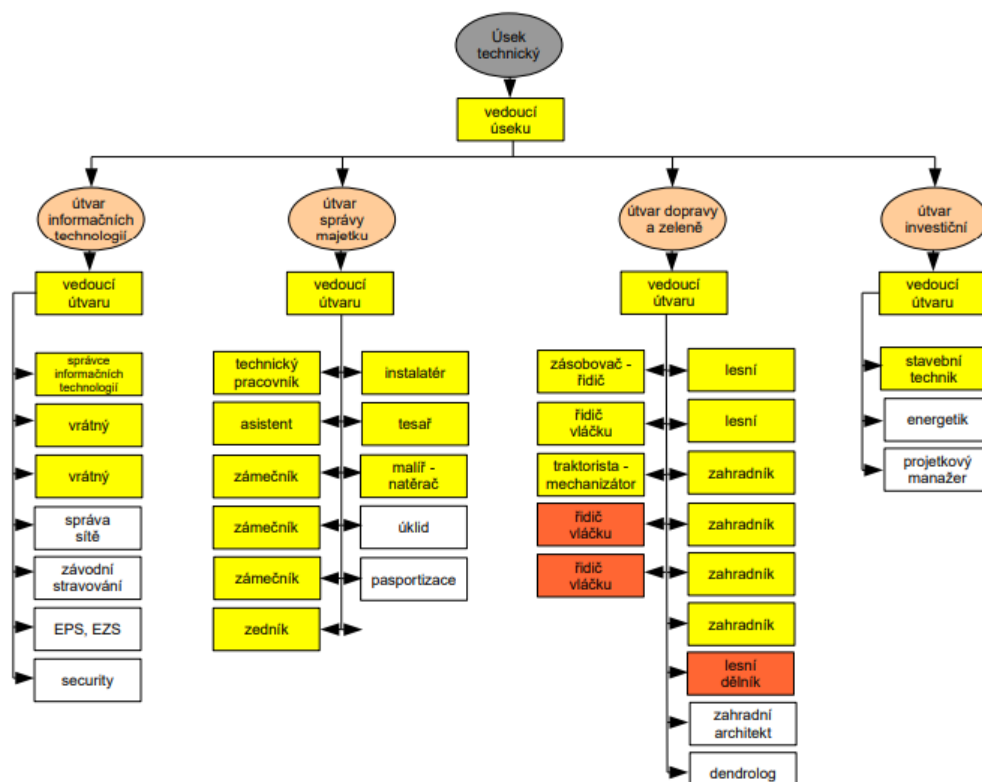 Úsek
technický
vedoucí
úseku
útvar
informačních
technologií
útvar
správy
majetku
útvar dopravy
a zeleně
útvar
investiční
vedoucí
útvaru
vedoucí
útvaru
vedoucí
útvaru
vedoucí
útvaru
správce
informačních
technologií
vrátný
vrátný
správa
sítě
závodní
stravování
EPS, EZS
security
technický
pracovník
asistent
zámečník
zámečník
zámečník
zedník
instalatér
tesař
malíř -
natěrač
úklid
pasportizace
zásobovač -
řidič
řidič
vláčku
traktorista -
mechanizátor
řidič
vláčku
řidič
vláčku
lesní
lesní
zahradník
zahradník
zahradník
zahradník
lesní
dělník
zahradní
architekt
dendrolog
stavební
technik
energetik
projetkový
manažer